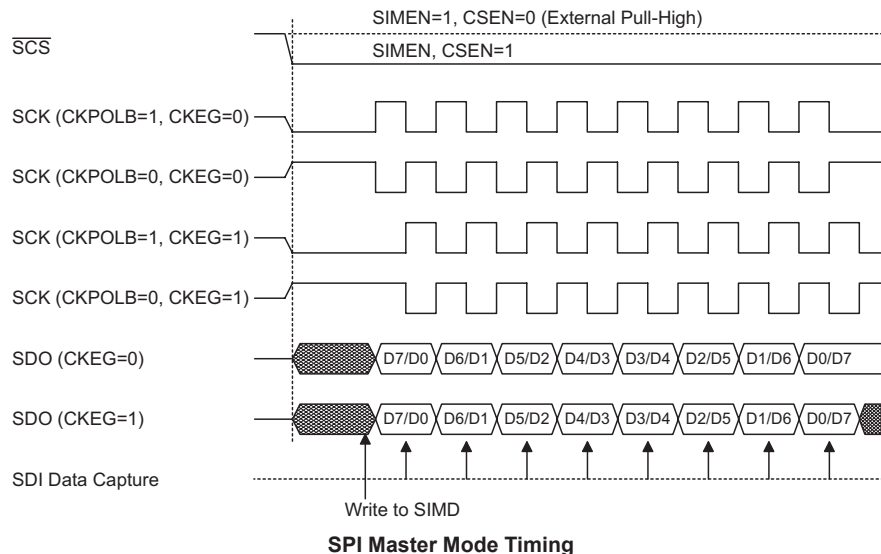 SIMEN=1, CSEN=0 (External Pull-High)
SCS
SIMEN, CSEN=1
SCK (CKPOLB=1, CKEG=0)
SCK (CKPOLB=0, CKEG=0)
SCK (CKPOLB=1, CKEG=1)
SCK (CKPOLB=0, CKEG=1)
SDO (CKEG=0) D7/D0 D6/D1 D5/D2 D4/D3 D3/D4 D2/D5 D1/D6 D0/D7
SDO (CKEG=1) D7/D0 D6/D1 D5/D2 D4/D3 D3/D4 D2/D5 D1/D6 D0/D7
SDI Data Capture
Write to SIMD
SPI Master Mode Timing